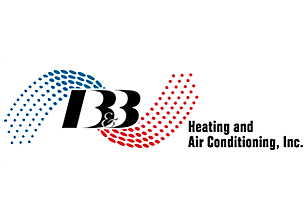 B&B
Heating and
Air Conditioning, Inc.